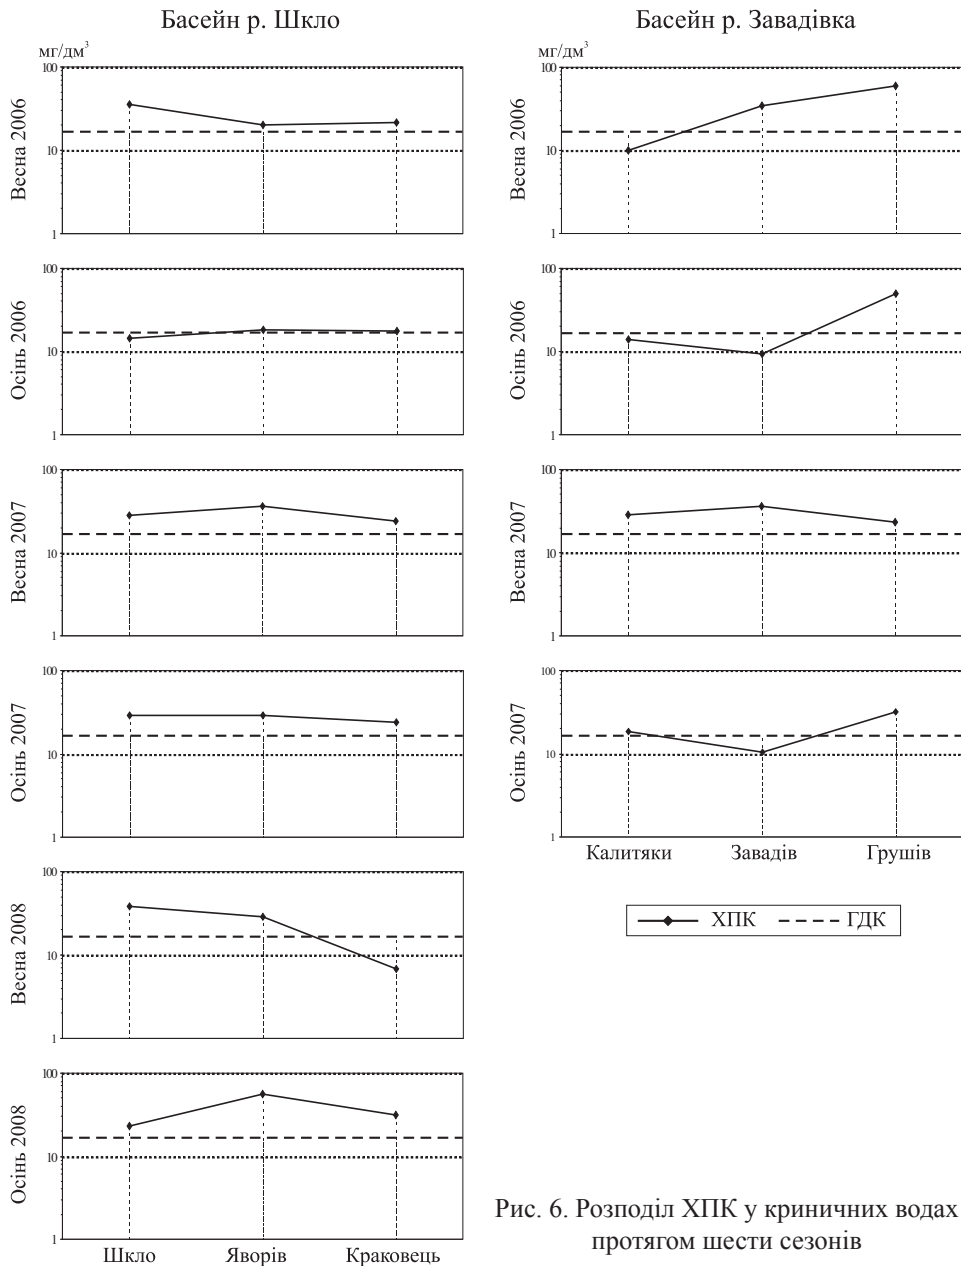 Басейн р. Шкло
мг/дм³
Весна 2006
100
10
1
Осінь 2006
100
10
1
Весна 2007
100
10
1
Осінь 2007
100
10
1
Весна 2008
100
10
1
Осінь 2008
100
10
1
Шкло Яворів Краковець
Басейн р. Завадівка
мг/дм³
Весна 2006
100
10
1
Осінь 2006
100
10
1
Весна 2007
100
10
1
Осінь 2007
100
10
1
Калитяки Завадів Грушів
ХПК ГДК
Рис. 6. Розподіл ХПК у криничних водах
протягом шести сезонів